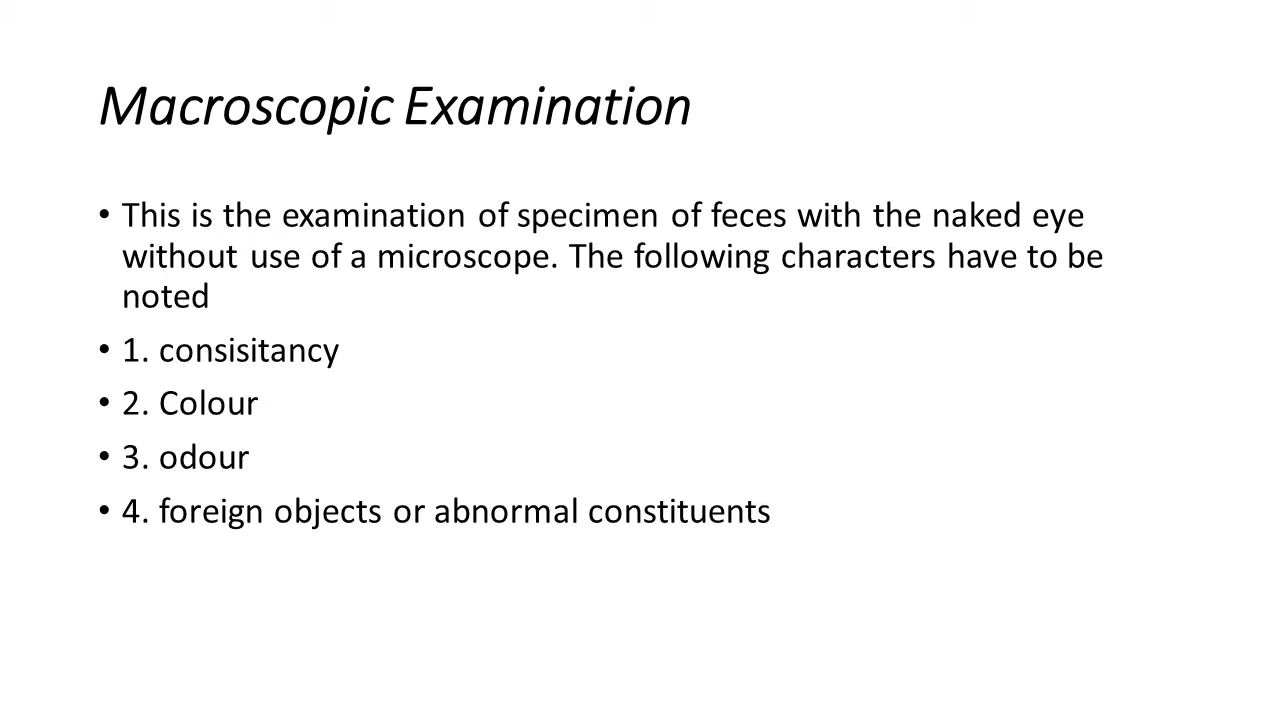 Macroscopic Examination
• This is the examination of specimen of feces with the naked eye
without use of a microscope. The following characters have to be
noted
• 1. consisitancy
• 2. Colour
• 3. odour
• 4. foreign objects or abnormal constituents